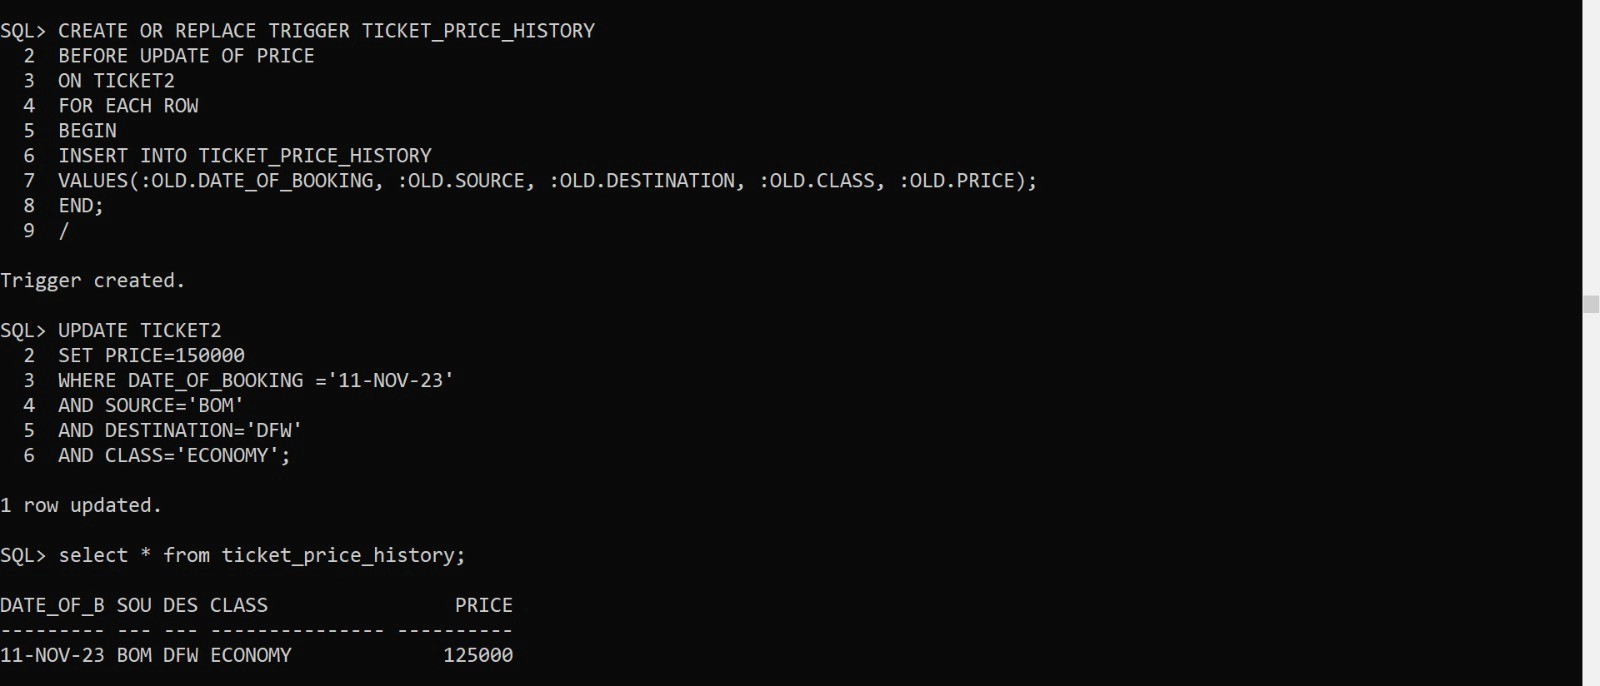 SQL> CREATE OR REPLACE TRIGGER TICKET_PRICE_HISTORY
2 BEFORE UPDATE OF PRICE
3 ON TICKET2
4 FOR EACH ROW
5 BEGIN
6 INSERT INTO TICKET_PRICE_HISTORY
7 VALUES(:OLD.DATE_OF_BOOKING, :OLD.SOURCE, :OLD.DESTINATION, :OLD.CLASS, :OLD.PRICE);
8 END;
9 /
Trigger created.
SQL> UPDATE TICKET2
2 SET PRICE=150000
3 WHERE DATE_OF_BOOKING ='11-NOV-23'
4 AND SOURCE='BOM'
5 AND DESTINATION='DFW'
6 AND CLASS='ECONOMY';
1 row updated.
SQL> select * from ticket_price_history;
DATE_OF_B SOU DES CLASS PRICE
--------- --- --- --------------- ----------
11-NOV-23 BOM DFW ECONOMY 125000